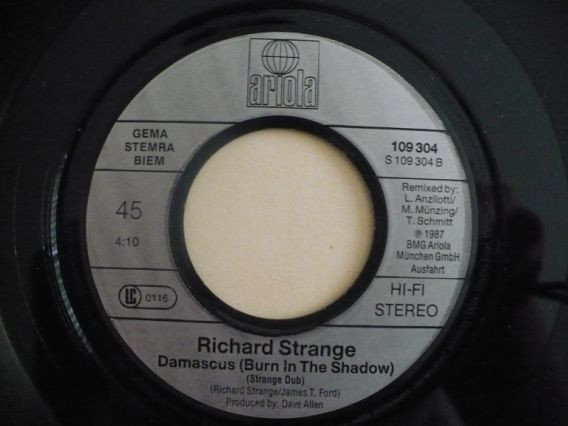 ariola
GEMA
STEMRA
BIEM
45
4:10
LC 0116
109 304
S 109 304 B
Remixed by:
L. Anzilotti/
M. Münzing/
T. Schmitt
℗ 1987
BMG Ariola
München GmbH
Ausfahrt
HI-FI
STEREO
Richard Strange
Damascus (Burn in The Shadow)
(Strange Dub)
(Richard Strange/James T. Ford)
Produced by: Dave Allen